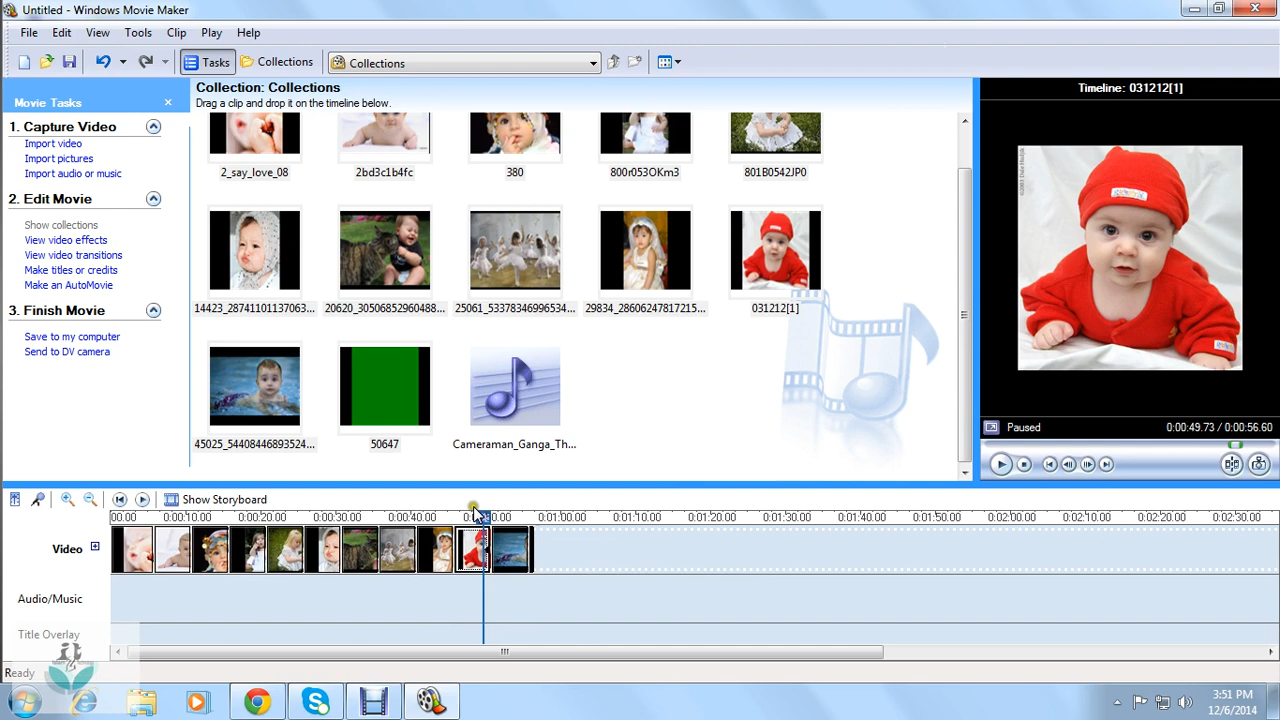 Untitled - Windows Movie Maker
File Edit View Tools Clip Play Help
Tasks Collections Collections
Movie Tasks
1. Capture Video
Import video
Import pictures
Import audio or music
2. Edit Movie
Show collections
View video effects
View video transitions
Make titles or credits
Make an AutoMovie
3. Finish Movie
Save to my computer
Send to DV camera
Collection: Collections
Drag a clip and drop it on the timeline below.
2_say_love_08 2bd3c1b4fc 380 800r053OKm3 801B0542JP0
14423_28741101137063... 20620_30506852960488... 25061_53378346996534... 29834_28606247817215... 031212[1]
45025_54408446893524... 50647 Cameraman_Ganga_Th...
Timeline: 031212[1]
Paused 0:00:49.73 / 0:00:56.60
Show Storyboard
00.00 0:00:10.00 0:00:20.00 0:00:30.00 0:00:40.00 0:01:00.00 0:01:10.00 0:01:20.00 0:01:30.00 0:01:40.00 0:01:50.00 0:02:00.00 0:02:10.00 0:02:20.00 0:02:30.00
Video
Audio/Music
Title Overlay
Ready
3:51 PM
12/6/2014